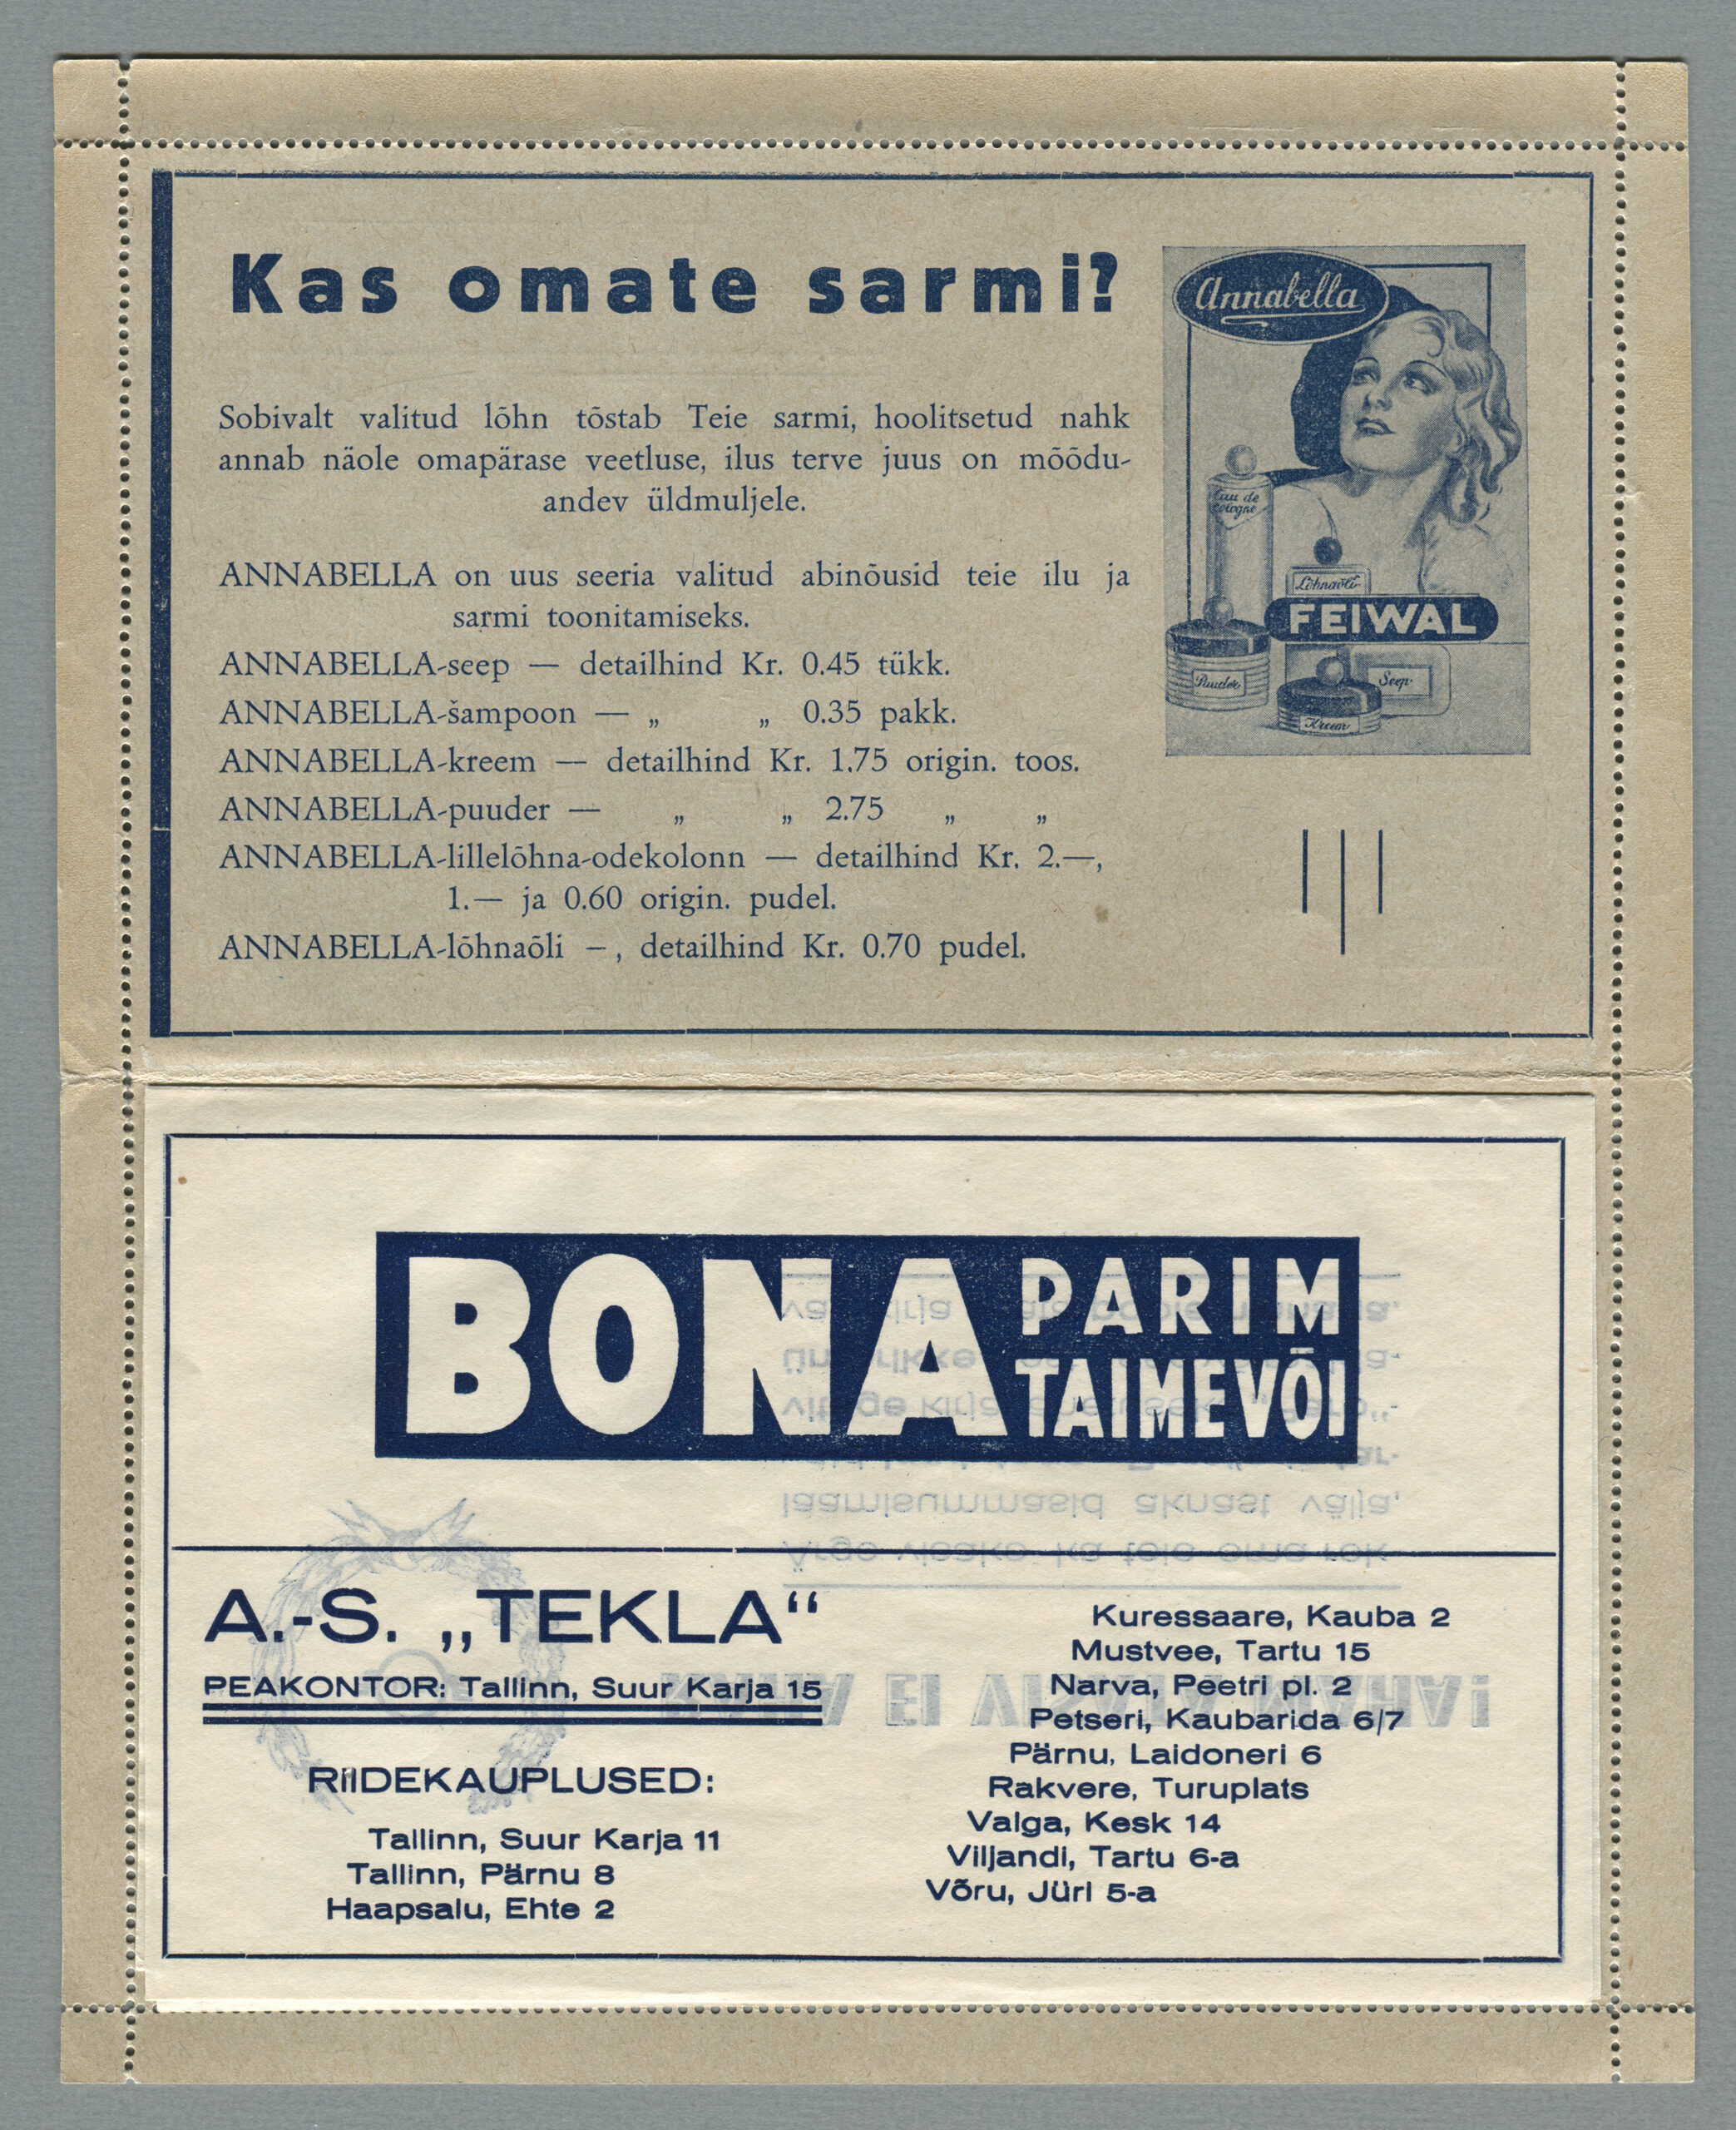 Kas omate sarmi?
Sobivalt valitud lõhn tõstab Teie sarmi, hoolitsetud nahk
annab näole omapärase veetluse, ilus terve juus on mõõdu-
andev üldmuljele.
ANNABELLA on uus seeria valitud abinõusid teie ilu ja
sarmi toonitamiseks.
ANNABELLA-seep — detailhind Kr. 0.45 tükk.
ANNABELLA-šampoon — „ „ 0.35 pakk.
ANNABELLA-kreem — detailhind Kr. 1.75 origin. toos.
ANNABELLA-puuder — „ „ 2.75 „ „
ANNABELLA-lillelõhna-odekolonn — detailhind Kr. 2.—,
1.— ja 0.60 origin. pudel.
ANNABELLA-lõhnaõli –, detailhind Kr. 0.70 pudel.
Annabella
Eau de
Cologne
Lõhnaõli
FEIWAL
Puuder
Seep
Kreem
BONA PARIM
TAIMEVÕI
A.-S. „TEKLA“
PEAKONTOR: Tallinn, Suur Karja 15
RIIDEKAUPLUSED:
Tallinn, Suur Karja 11
Tallinn, Pärnu 8
Haapsalu, Ehte 2
Kuressaare, Kauba 2
Mustvee, Tartu 15
Narva, Peetri pl. 2
Petseri, Kaubarida 6/7
Pärnu, Laidoneri 6
Rakvere, Turuplats
Valga, Kesk 14
Viljandi, Tartu 6-a
Võru, Jüri 5-a